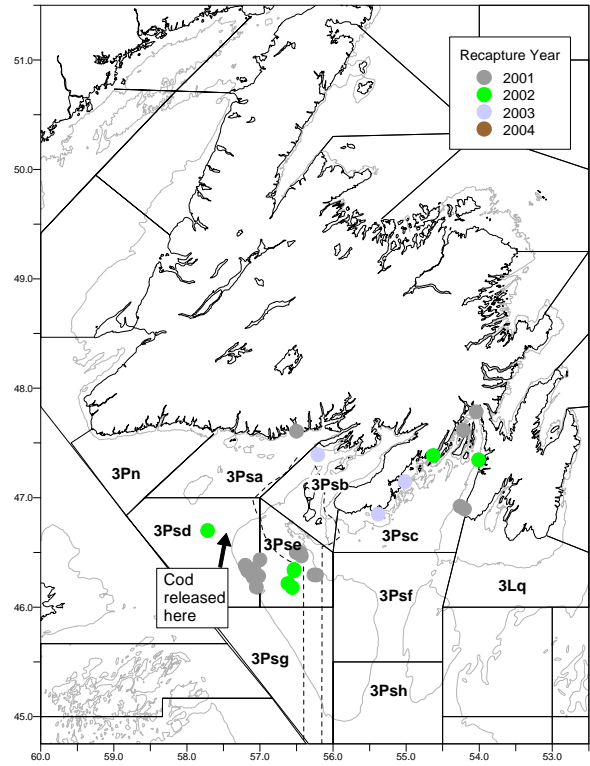 51.0
50.0
49.0
48.0
47.0
46.0
45.0
Recapture Year
2001
2002
2003
2004
3Pn
3Psa
3Psb
3Psc
3Psd
3Pse
3Psf
3Lq
3Psg
3Psh
Cod
released
here
60.0 59.0 58.0 57.0 56.0 55.0 54.0 53.0